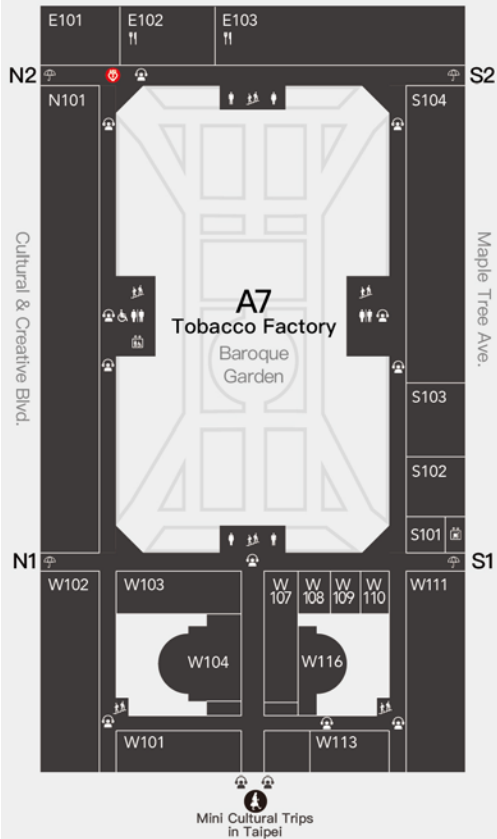 E101
E102
E103
N2
S2
N101
S104
Cultural & Creative Blvd.
Maple Tree Ave.
A7
Tobacco Factory
Baroque
Garden
S103
S102
S101
N1
S1
W102
W103
W
107
W
108
W
109
W
110
W111
W104
W116
W101
W113
Mini Cultural Trips
in Taipei